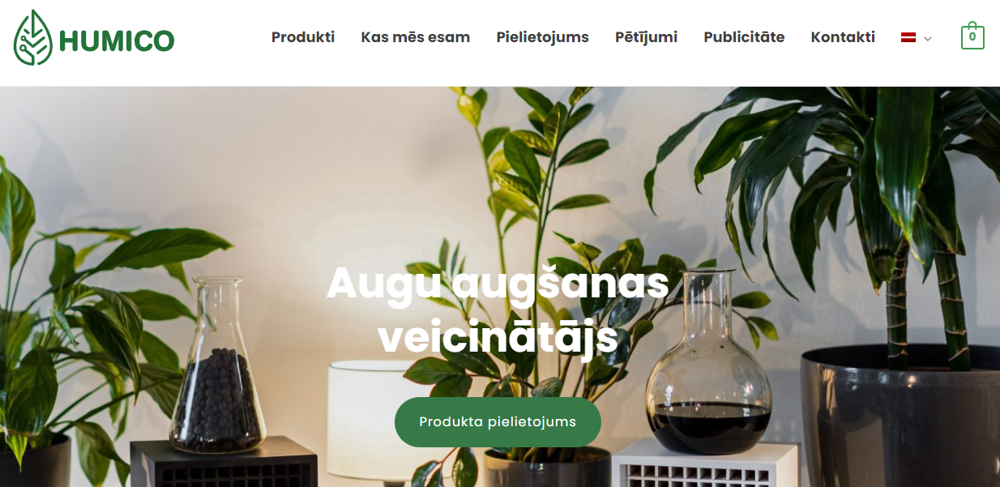 HUMICO
Produkti Kas mēs esam Pielietojums Pētījumi Publicitāte Kontakti 0
Augu augšanas
veicinātājs
Produkta pielietojums